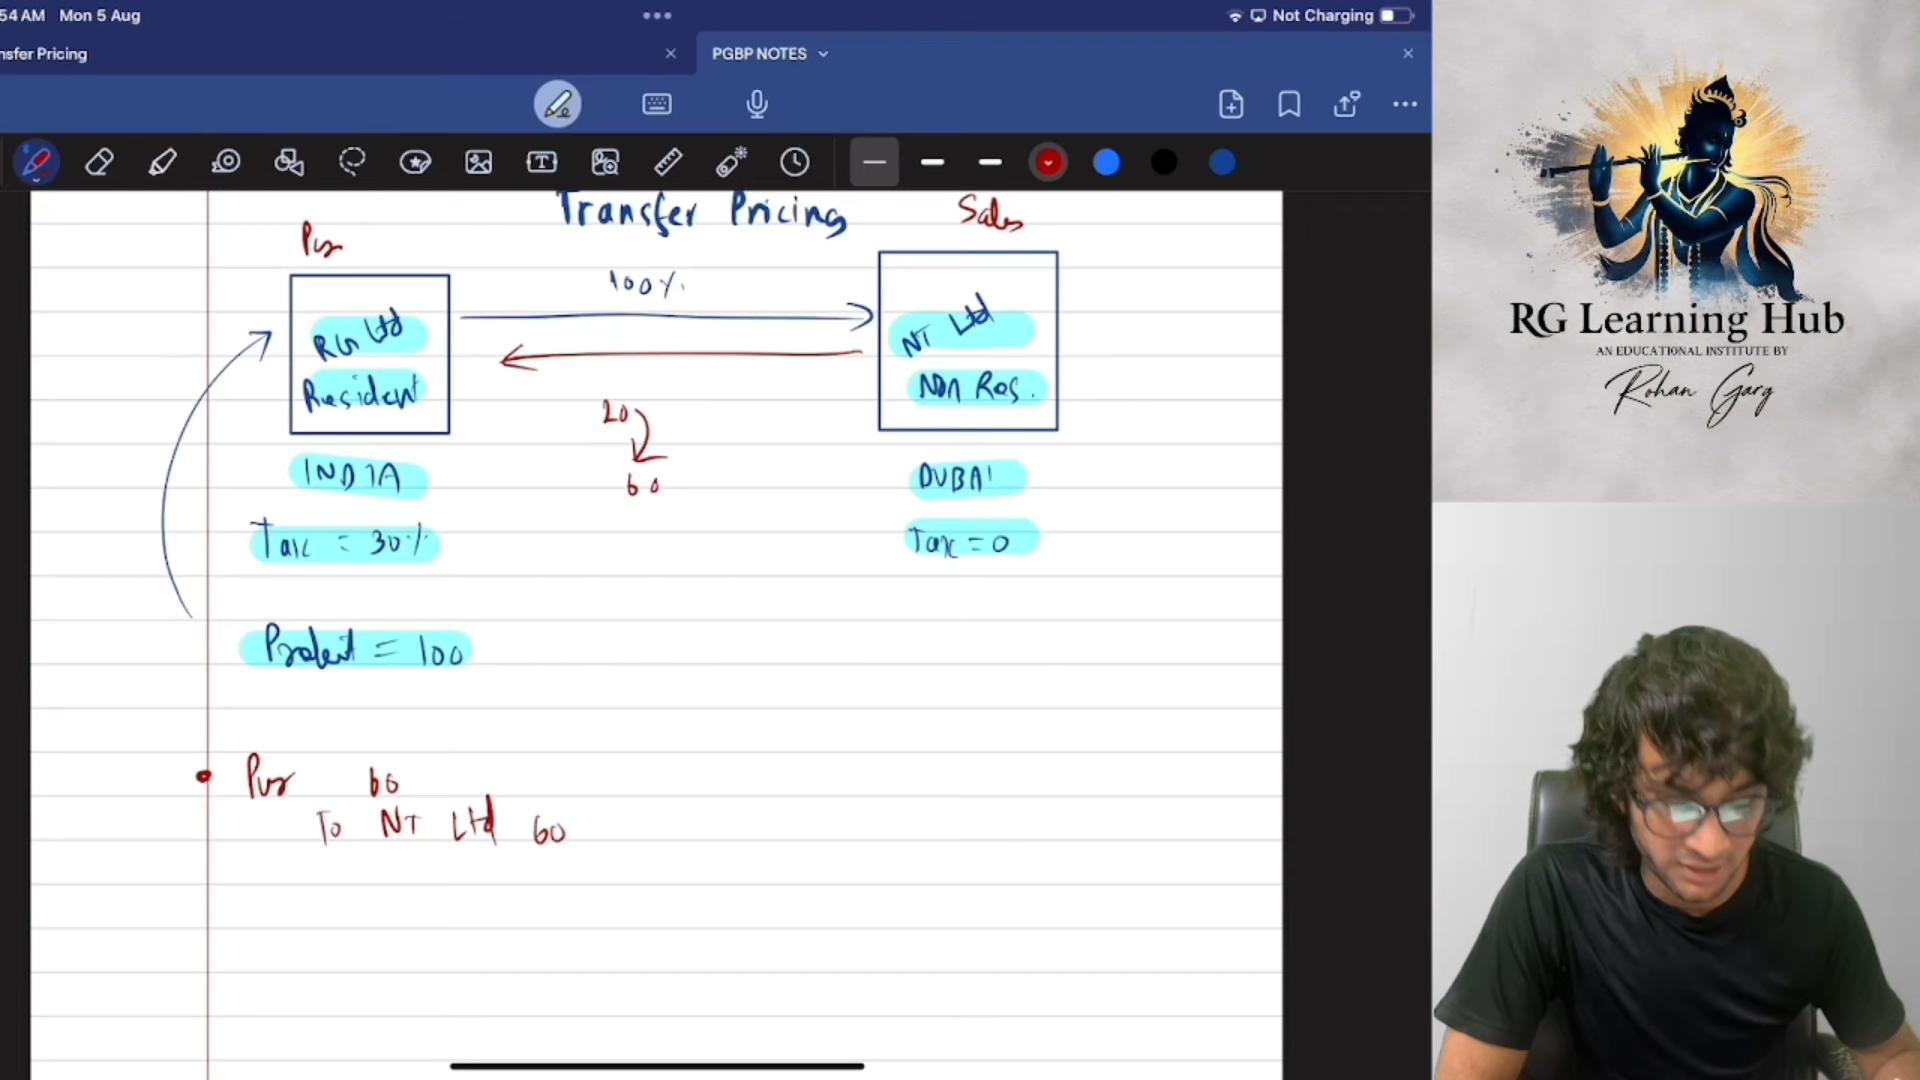 54 AM Mon 5 Aug
Not Charging
nsfer Pricing
PGBP NOTES
Transfer Pricing
Sales
Pur
100%.
RG Ltd
Resident
NT Ltd
Non Res.
20
60
INDIA
DUBAI
Tax = 30%
Tax = 0
Profit = 100
Pur 60
To NT Ltd 60
RG Learning Hub
AN EDUCATIONAL INSTITUTE BY
Rohan Garg